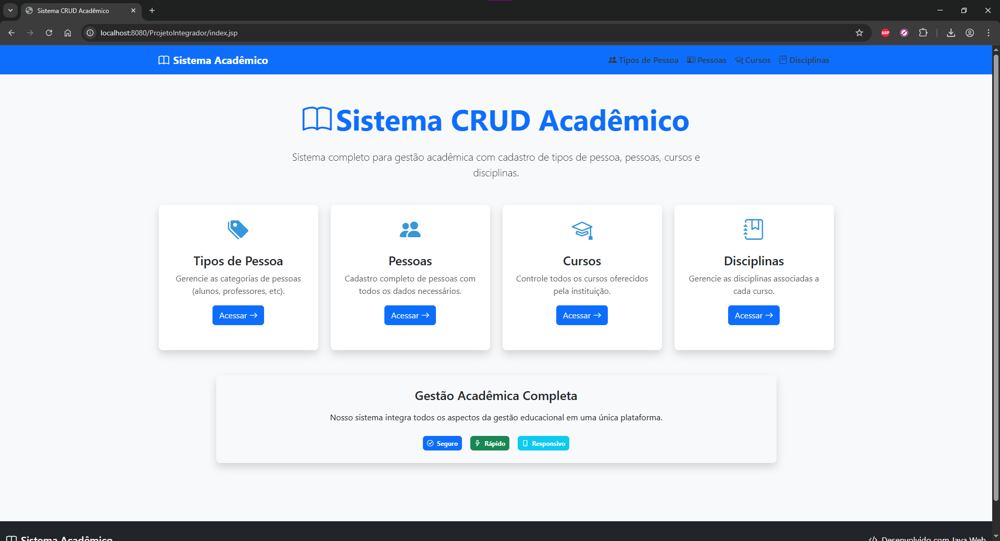 Sistema CRUD Acadêmico
localhost:8080/ProjetoIntegrador/index.jsp
ABP
Sistema Acadêmico
Tipos de Pessoa
Pessoas
Cursos
Disciplinas
Sistema CRUD Acadêmico
Sistema completo para gestão acadêmica com cadastro de tipos de pessoa, pessoas, cursos e
disciplinas.
Tipos de Pessoa
Gerencie as categorias de pessoas
(alunos, professores, etc).
Acessar →
Pessoas
Cadastro completo de pessoas com
todos os dados necessários.
Acessar →
Cursos
Controle todos os cursos oferecidos
pela instituição.
Acessar →
Disciplinas
Gerencie as disciplinas associadas a
cada curso.
Acessar →
Gestão Acadêmica Completa
Nosso sistema integra todos os aspectos da gestão educacional em uma única plataforma.
Seguro
Rápido
Responsivo
Sistema Acadêmico
Desenvolvido com Java Web